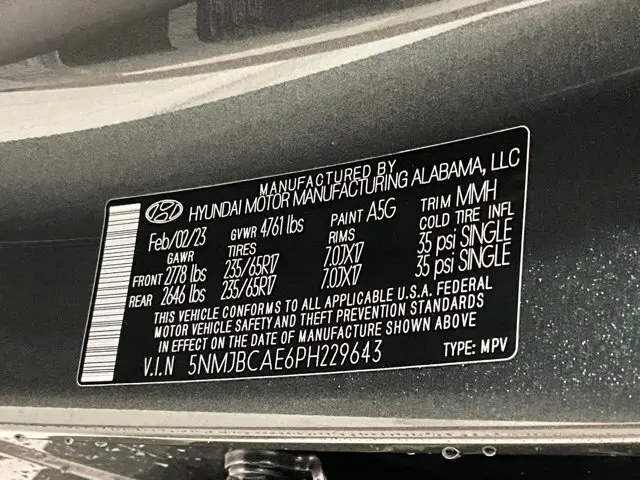 MANUFACTURED BY
HYUNDAI MOTOR MANUFACTURING ALABAMA, LLC
Feb/02/23 GVWR 4761 lbs PAINT A5G TRIM MMH
GAWR TIRES RIMS COLD TIRE INFL
FRONT 2778 lbs 235/65R17 7.0JX17 35 psi SINGLE
REAR 2646 lbs 235/65R17 7.0JX17 35 psi SINGLE
THIS VEHICLE CONFORMS TO ALL APPLICABLE U.S.A. FEDERAL
MOTOR VEHICLE SAFETY AND THEFT PREVENTION STANDARDS
IN EFFECT ON THE DATE OF MANUFACTURE SHOWN ABOVE
V.I.N 5NMJBCAE6PH229643 TYPE: MPV